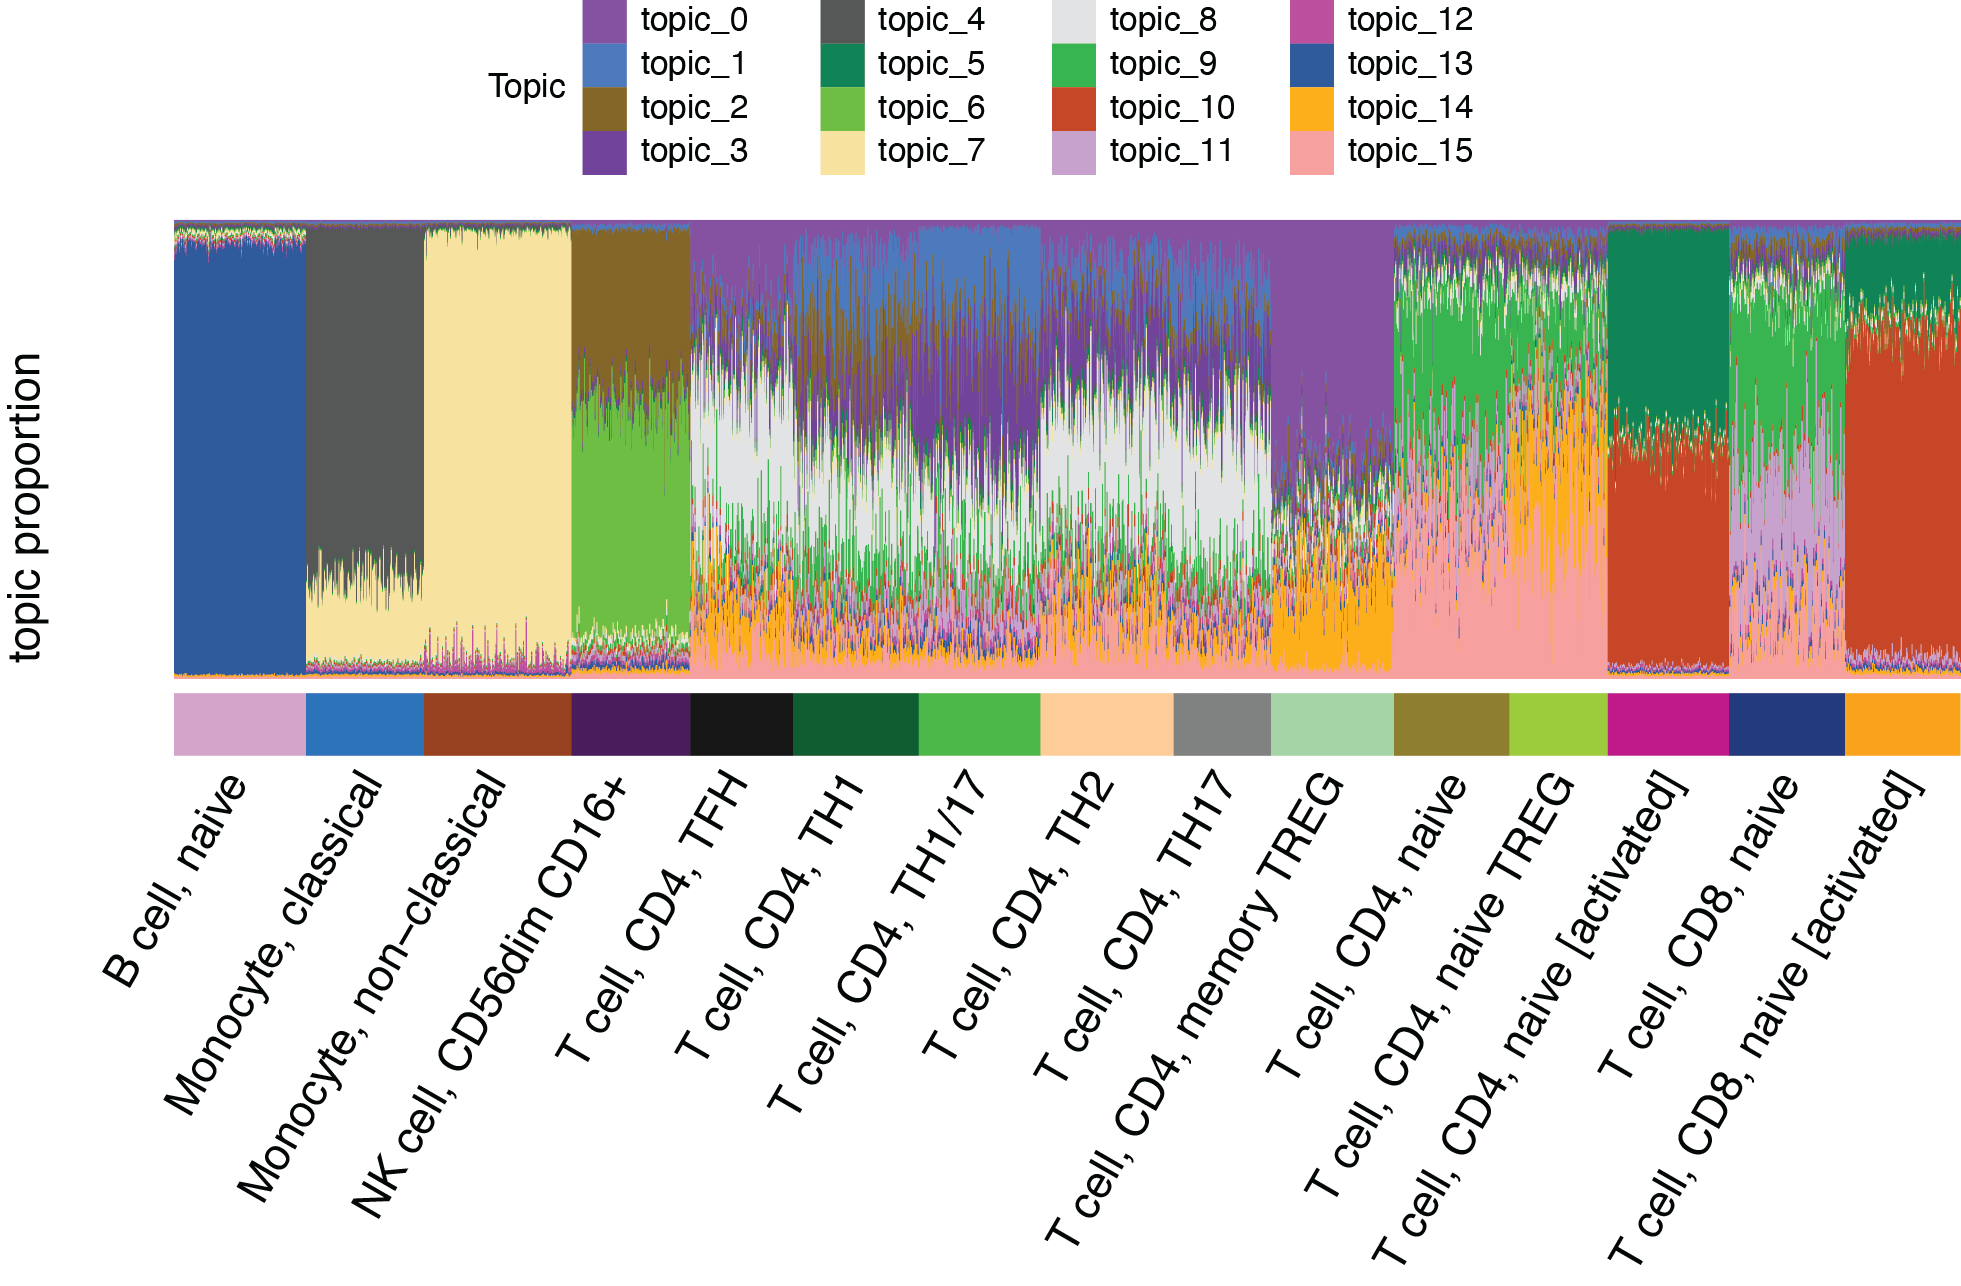 Topic
topic_0
topic_1
topic_2
topic_3
topic_4
topic_5
topic_6
topic_7
topic_8
topic_9
topic_10
topic_11
topic_12
topic_13
topic_14
topic_15
topic proportion
B cell, naive
Monocyte, classical
Monocyte, non−classical
NK cell, CD56dim CD16+
T cell, CD4, TFH
T cell, CD4, TH1
T cell, CD4, TH1/17
T cell, CD4, TH2
T cell, CD4, TH17
T cell, CD4, memory TREG
T cell, CD4, naive
T cell, CD4, naive TREG
T cell, CD4, naive [activated]
T cell, CD8, naive
T cell, CD8, naive [activated]